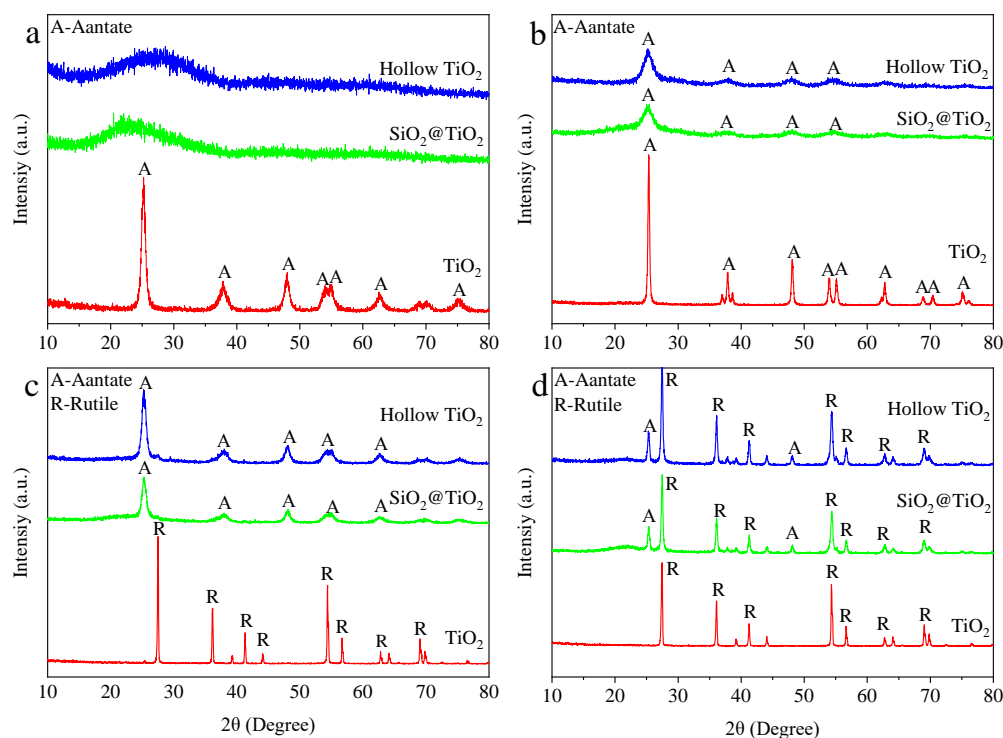 a
A-Aantate
Hollow TiO₂
SiO₂@TiO₂
A
A
A
A A
A
A
TiO₂
Intensiy (a.u.)
10 20 30 40 50 60 70 80
b
A-Aantate
A
Hollow TiO₂
A
A
A
A
SiO₂@TiO₂
A
A
A
A
TiO₂
A
A
A A
A
A A
A
Intensiy (a.u.)
10 20 30 40 50 60 70 80
c
A-Aantate
R-Rutile
A
Hollow TiO₂
A
A
A
A
A
SiO₂@TiO₂
A
A
A
A
R
R
R
R
R
R
R
R
R
TiO₂
Intensiy (a.u.)
10 20 30 40 50 60 70 80
2θ (Degree)
d
A-Aantate
R-Rutile
R
Hollow TiO₂
A
R
R
A
R
R
R
R
SiO₂@TiO₂
R
A
R
R
A
R
R
R
R
TiO₂
R
R
R
R
R
R
R
Intensiy (a.u.)
10 20 30 40 50 60 70 80
2θ (Degree)